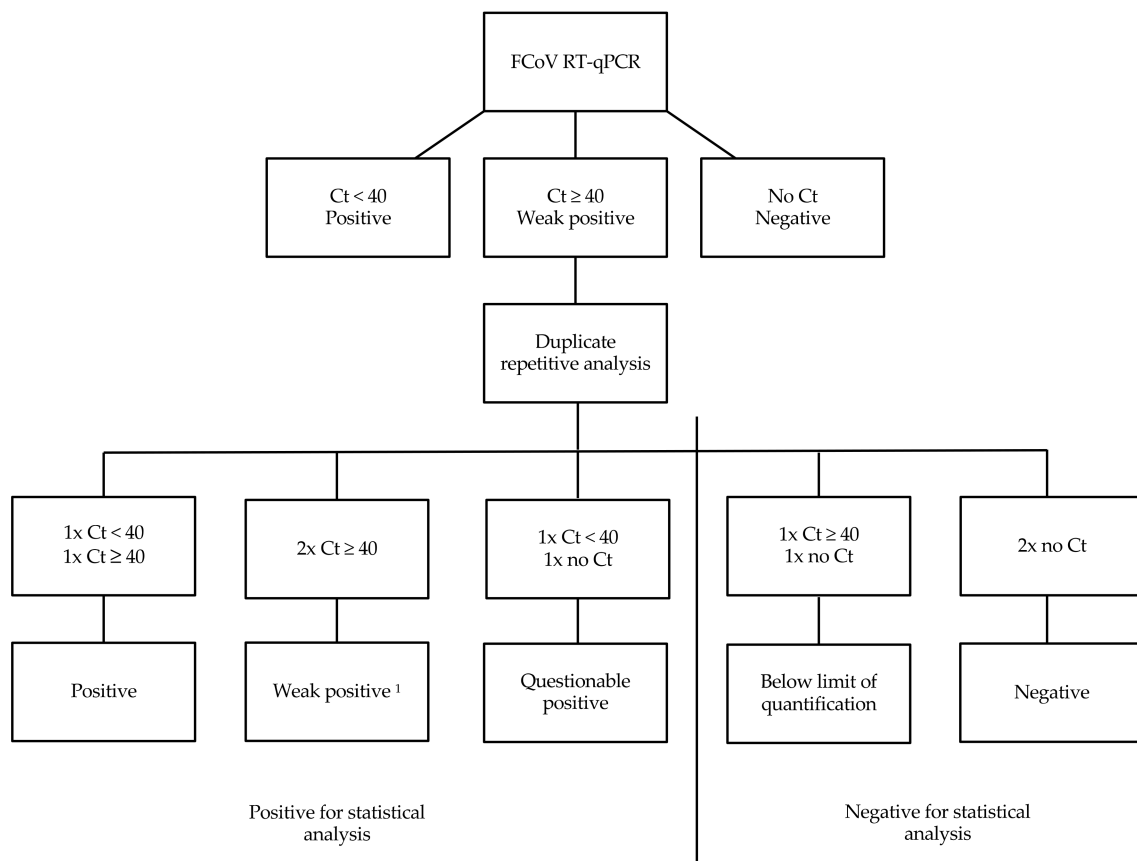 FCoV RT-qPCR
Ct < 40
Positive
Ct ≥ 40
Weak positive
No Ct
Negative
Duplicate
repetitive analysis
1x Ct < 40
1x Ct ≥ 40
2x Ct ≥ 40
1x Ct < 40
1x no Ct
1x Ct ≥ 40
1x no Ct
2x no Ct
Positive
Weak positive ¹
Questionable
positive
Below limit of
quantification
Negative
Positive for statistical
analysis
Negative for statistical
analysis